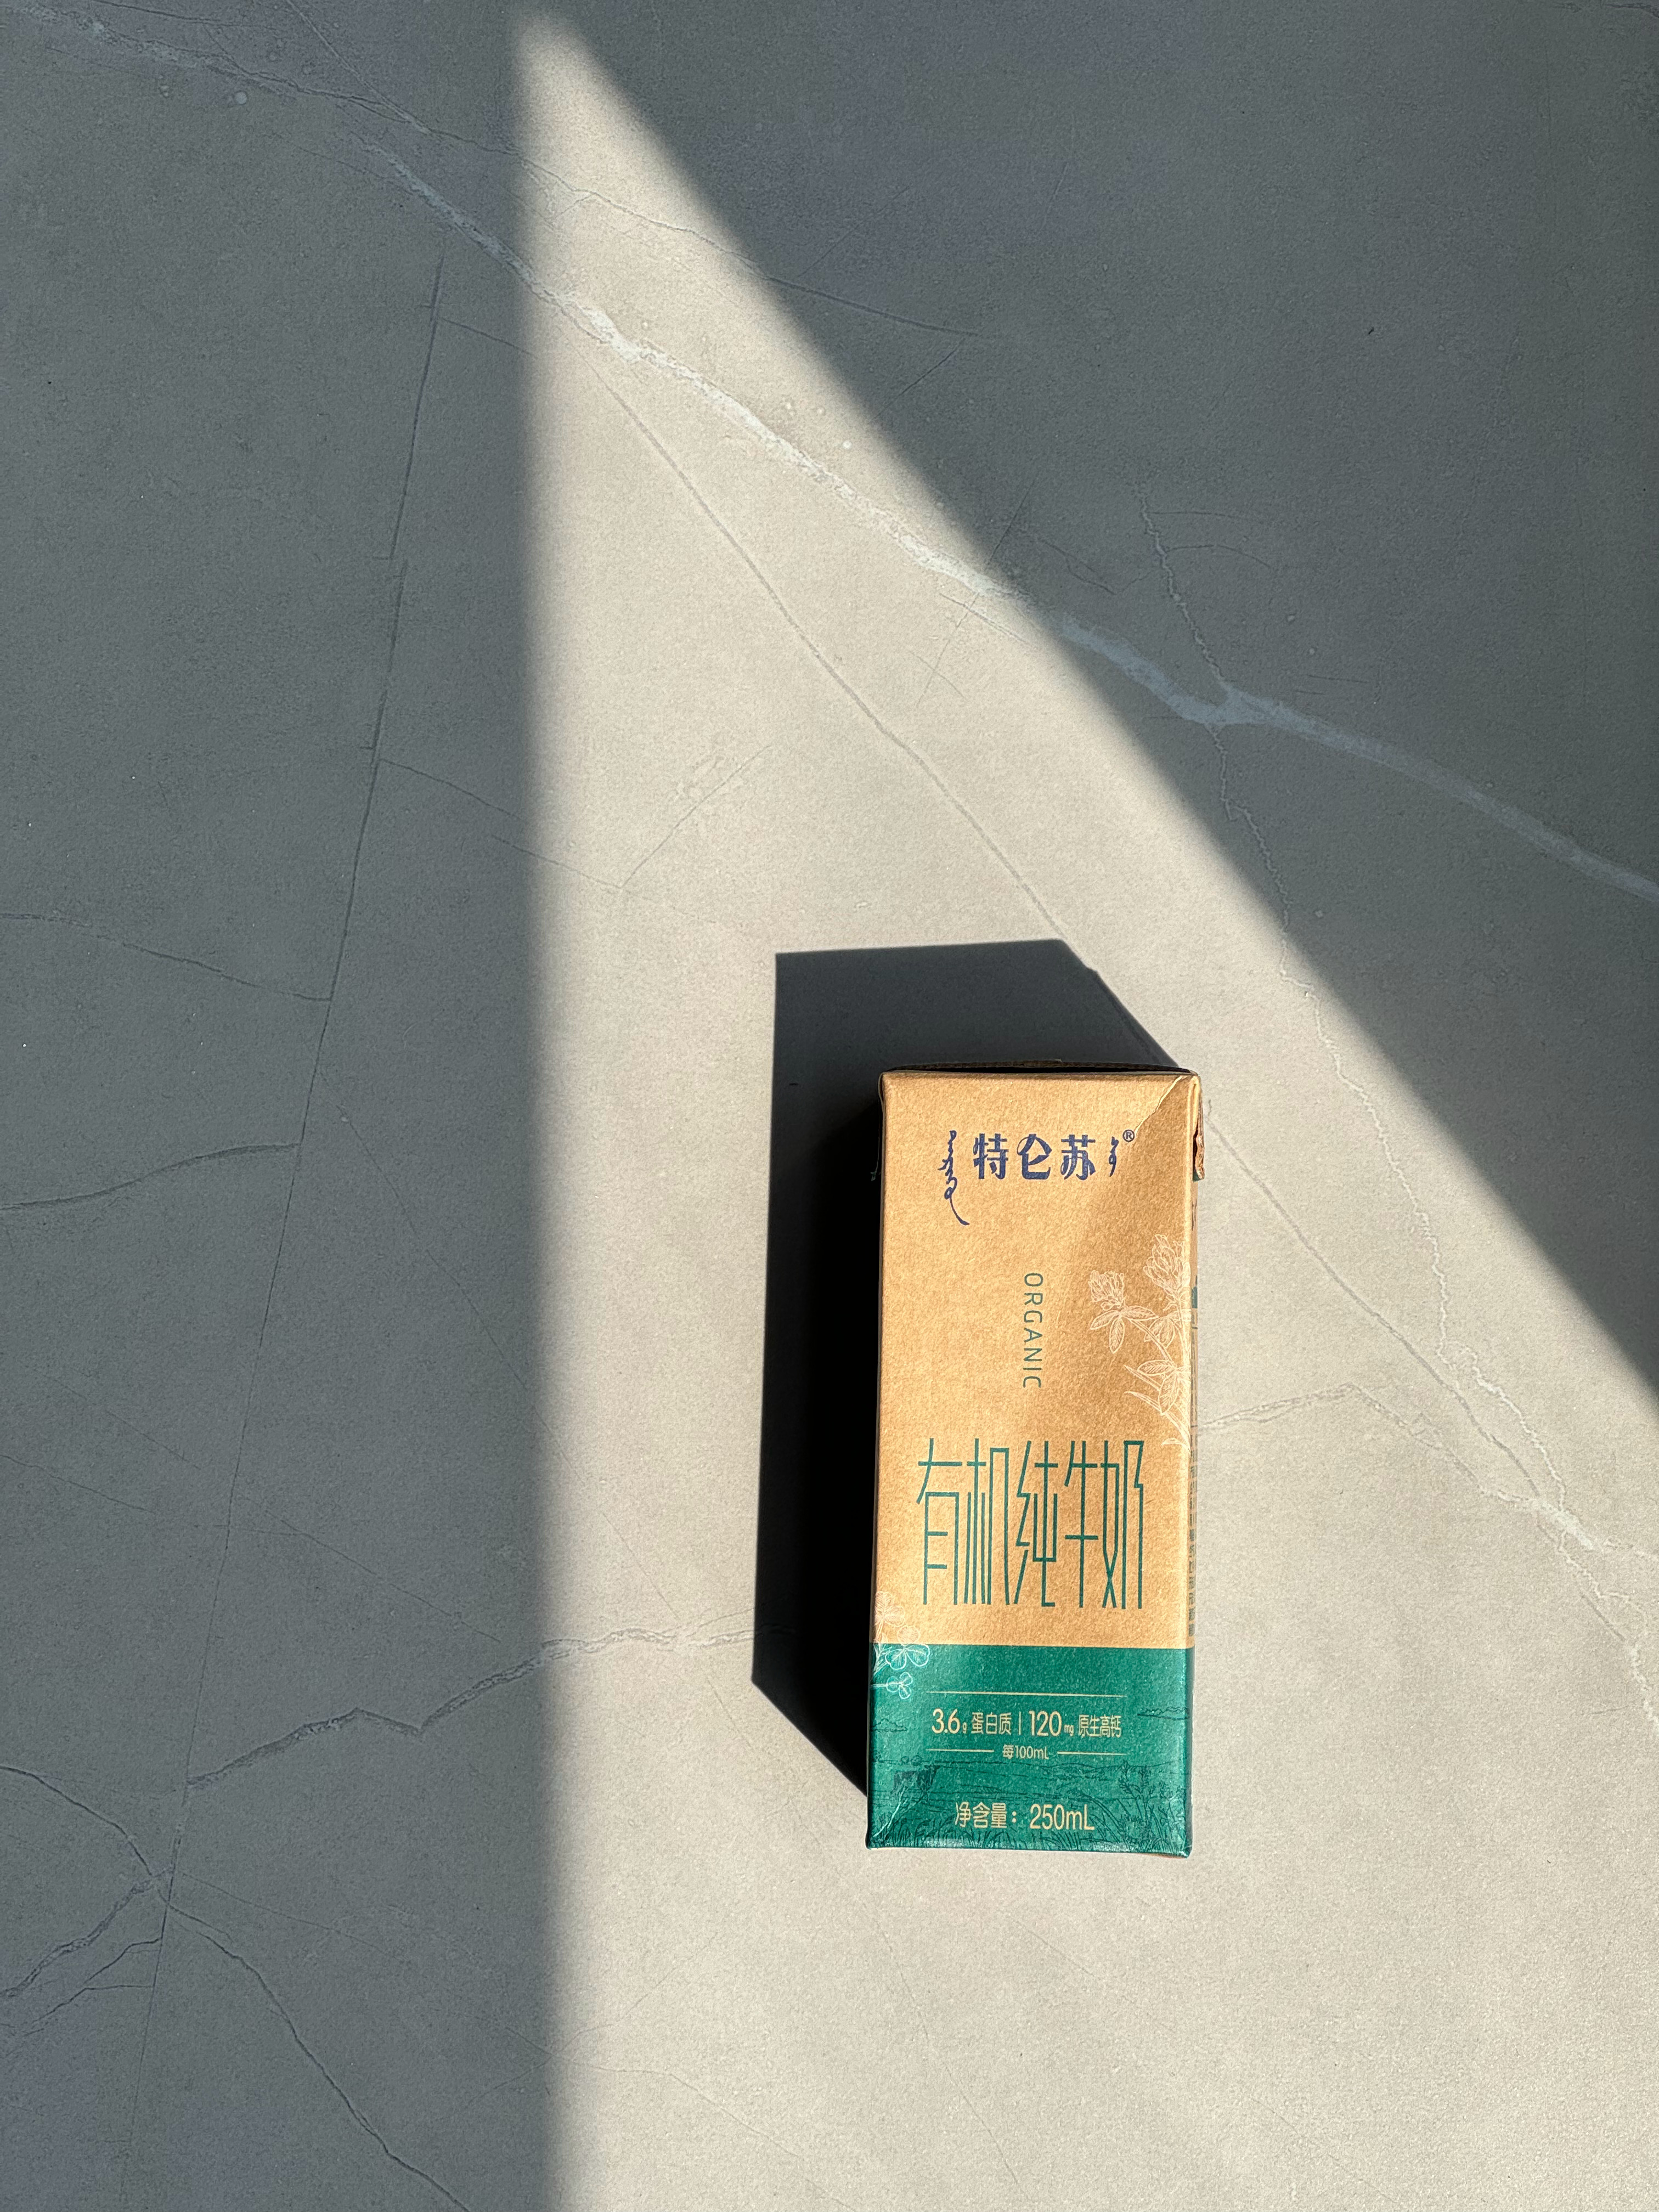 特仑苏®
ORGANIC
有机纯牛奶
3.6g 蛋白质 | 120mg 原生高钙
每100mL
净含量：250mL